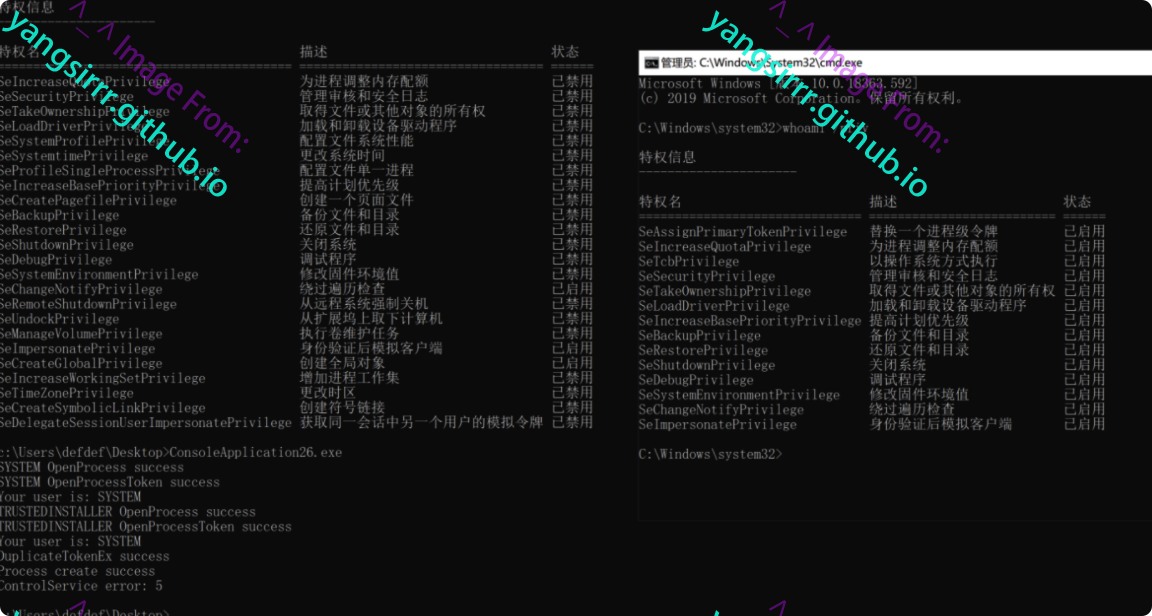 特权信息
特权名 描述 状态
SeIncreaseQuotaPrivilege 为进程调整内存配额 已禁用
SeSecurityPrivilege 管理审核和安全日志 已禁用
SeTakeOwnershipPrivilege 取得文件或其他对象的所有权 已禁用
SeLoadDriverPrivilege 加载和卸载设备驱动程序 已禁用
SeSystemProfilePrivilege 配置文件系统性能 已禁用
SeSystemtimePrivilege 更改系统时间 已禁用
SeProfileSingleProcessPrivilege 配置文件单一进程 已禁用
SeIncreaseBasePriorityPrivilege 提高计划优先级 已禁用
SeCreatePagefilePrivilege 创建一个页面文件 已禁用
SeBackupPrivilege 备份文件和目录 已禁用
SeRestorePrivilege 还原文件和目录 已禁用
SeShutdownPrivilege 关闭系统 已禁用
SeDebugPrivilege 调试程序 已禁用
SeSystemEnvironmentPrivilege 修改固件环境值 已禁用
SeChangeNotifyPrivilege 绕过遍历检查 已启用
SeRemoteShutdownPrivilege 从远程系统强制关机 已禁用
SeUndockPrivilege 从扩展坞上取下计算机 已禁用
SeManageVolumePrivilege 执行卷维护任务 已禁用
SeImpersonatePrivilege 身份验证后模拟客户端 已启用
SeCreateGlobalPrivilege 创建全局对象 已启用
SeIncreaseWorkingSetPrivilege 增加进程工作集 已禁用
SeTimeZonePrivilege 更改时区 已禁用
SeCreateSymbolicLinkPrivilege 创建符号链接 已禁用
SeDelegateSessionUserImpersonatePrivilege 获取同一会话中另一个用户的模拟令牌 已禁用
c:\Users\defdef\Desktop>ConsoleApplication26.exe
SYSTEM OpenProcess success
SYSTEM OpenProcessToken success
Your user is: SYSTEM
TRUSTEDINSTALLER OpenProcess success
TRUSTEDINSTALLER OpenProcessToken success
Your user is: SYSTEM
DuplicateTokenEx success
Process create success
ControlService error: 5
c:\Users\defdef\Desktop>
管理员: C:\Windows\System32\cmd.exe
Microsoft Windows 10.0.18363.592]
(c) 2019 Microsoft Corporation。保留所有权利。
C:\Windows\system32>whoami
特权信息
特权名 描述 状态
SeAssignPrimaryTokenPrivilege 替换一个进程级令牌 已启用
SeIncreaseQuotaPrivilege 为进程调整内存配额 已启用
SeTcbPrivilege 以操作系统方式执行 已启用
SeSecurityPrivilege 管理审核和安全日志 已启用
SeTakeOwnershipPrivilege 取得文件或其他对象的所有权 已启用
SeLoadDriverPrivilege 加载和卸载设备驱动程序 已启用
SeIncreaseBasePriorityPrivilege 提高计划优先级 已启用
SeBackupPrivilege 备份文件和目录 已启用
SeRestorePrivilege 还原文件和目录 已启用
SeShutdownPrivilege 关闭系统 已启用
SeDebugPrivilege 调试程序 已启用
SeSystemEnvironmentPrivilege 修改固件环境值 已启用
SeChangeNotifyPrivilege 绕过遍历检查 已启用
SeImpersonatePrivilege 身份验证后模拟客户端 已启用
C:\Windows\system32>
^_^ Image From:
yangsirrr.github.io
^_^ Image From:
yangsirrr.github.io